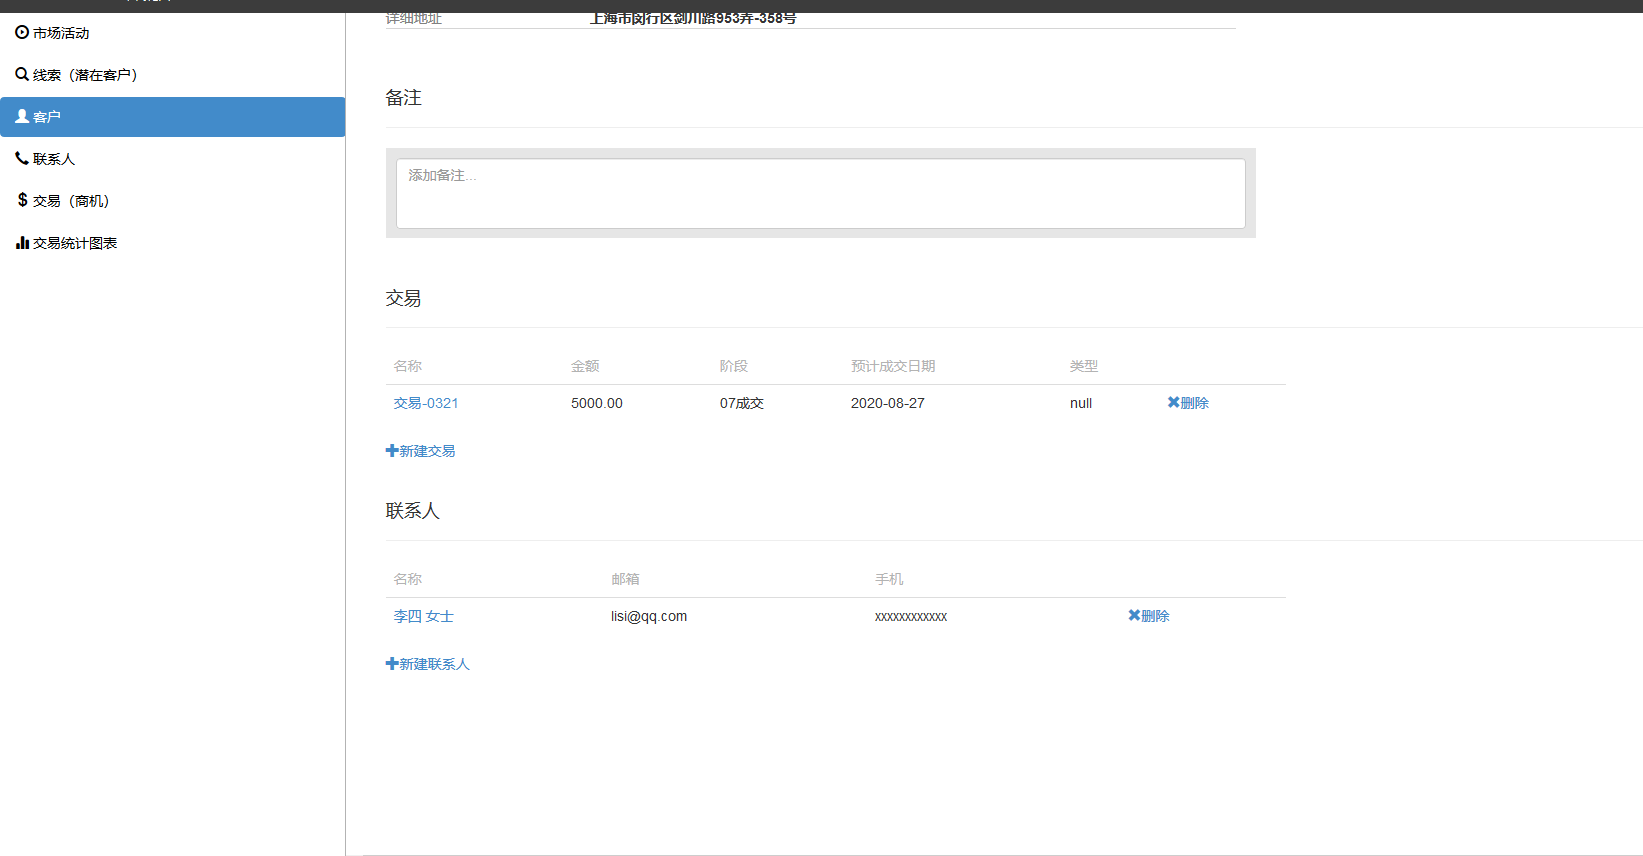 详细地址 上海市闵行区剑川路953弄-358号
市场活动
线索（潜在客户）
客户
联系人
交易（商机）
交易统计图表
备注
添加备注...
交易
名称 金额 阶段 预计成交日期 类型
交易-0321 5000.00 07成交 2020-08-27 null 删除
新建交易
联系人
名称 邮箱 手机
李四 女士 lisi@qq.com xxxxxxxxxxxx 删除
新建联系人